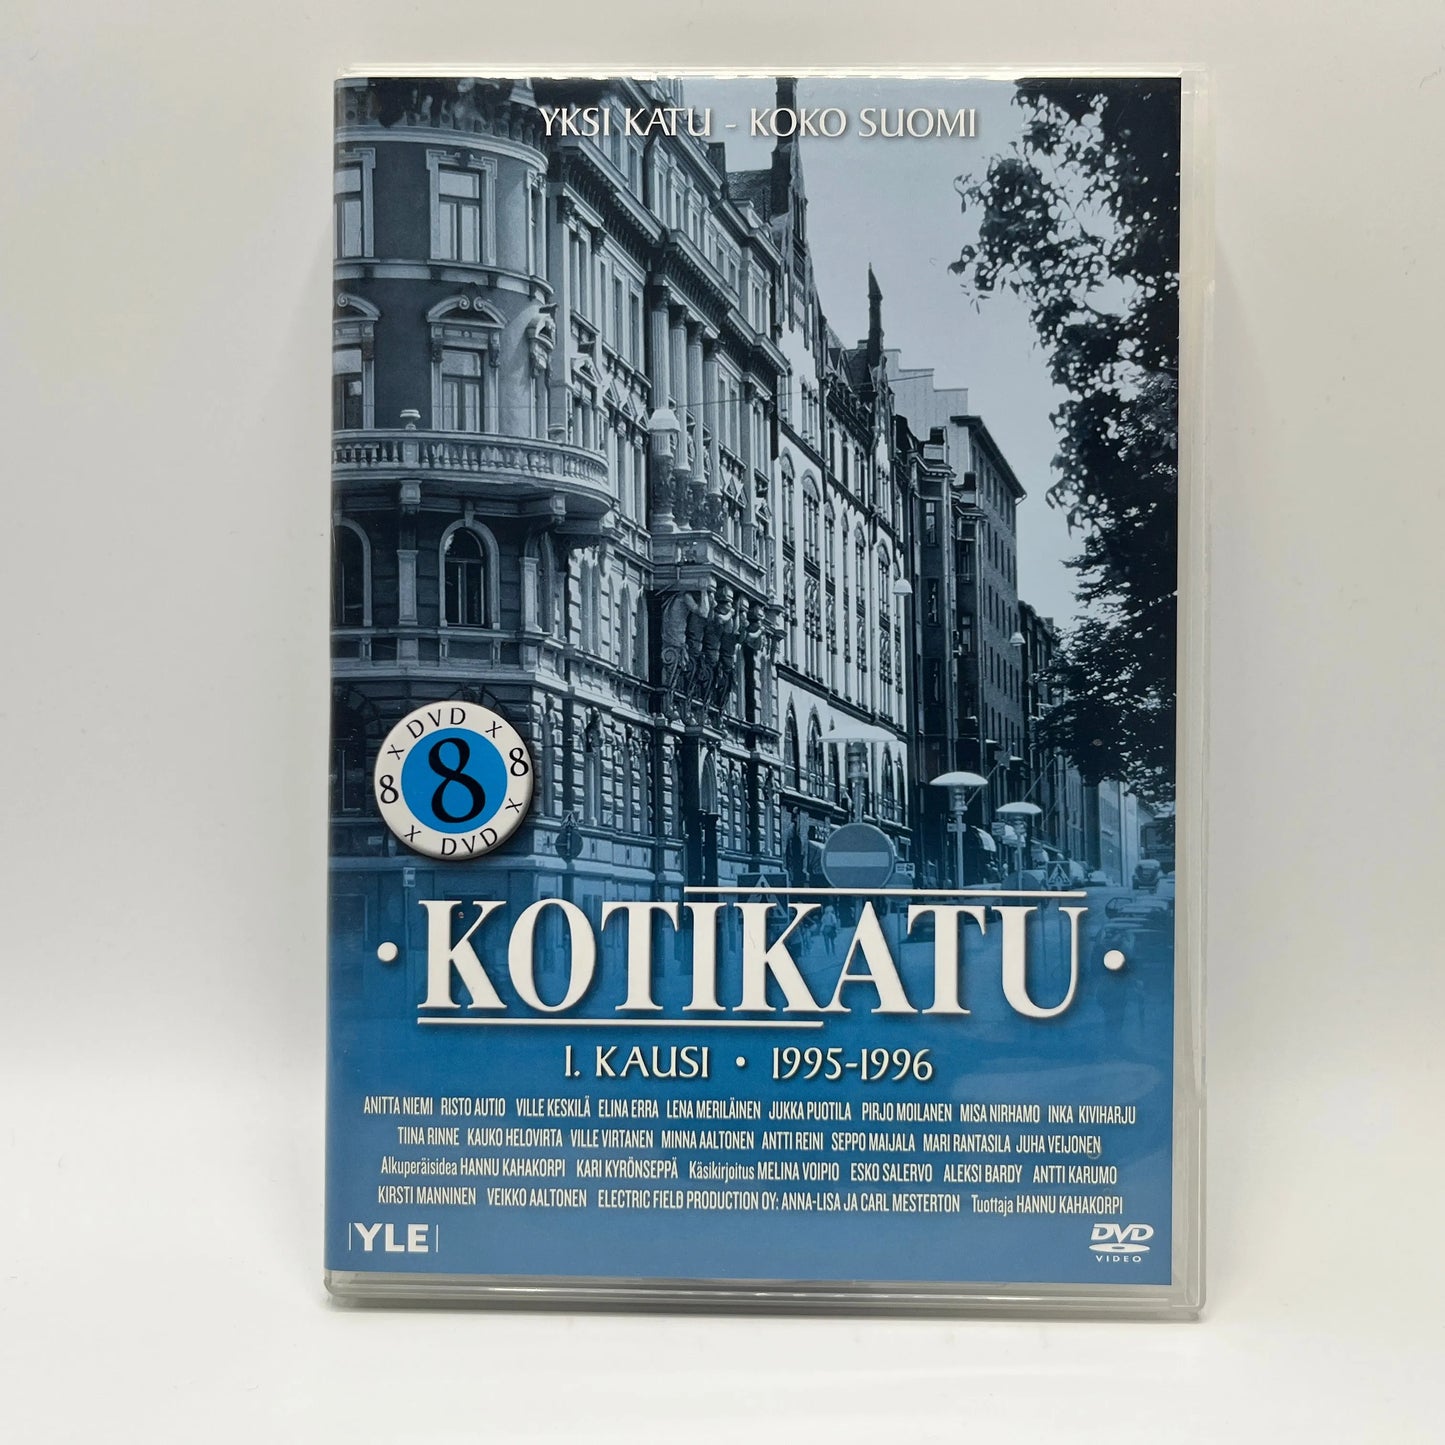 YKSI KATU - KOKO SUOMI
8 X DVD X 8 X DVD X
8
• KOTIKATU •
1. KAUSI • 1995-1996
ANITTA NIEMI RISTO AUTIO VILLE KESKILÄ ELINA ERRA LENA MERILÄINEN JUKKA PUOTILA PIRJO MOILANEN MISA NIRHAMO INKA KIVIHARJU
TIINA RINNE KAUKO HELOVIRTA VILLE VIRTANEN MINNA AALTONEN ANTTI REINI SEPPO MAIJALA MARI RANTASILA JUHA VEIJONEN
Alkuperäisidea HANNU KAHAKORPI KARI KYRÖNSEPPÄ Käsikirjoitus MELINA VOIPIO ESKO SALERVO ALEKSI BARDY ANTTI KARUMO
KIRSTI MANNINEN VEIKKO AALTONEN ELECTRIC FIELD PRODUCTION OY: ANNA-LISA JA CARL MESTERTON Tuottaja HANNU KAHAKORPI
YLE
DVD
VIDEO